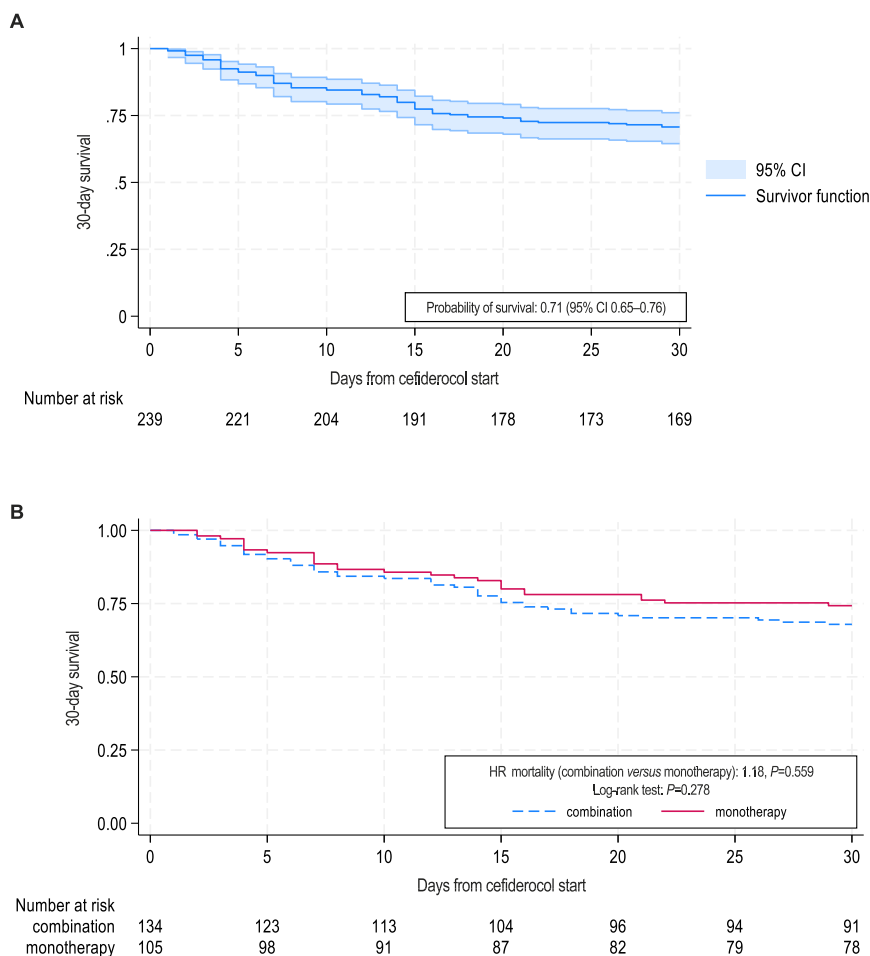 A
1
.75
.5
.25
0
30-day survival
95% CI
Survivor function
Probability of survival: 0.71 (95% CI 0.65–0.76)
0 5 10 15 20 25 30
Days from cefiderocol start
Number at risk
239 221 204 191 178 173 169
B
1.00
0.75
0.50
0.25
0.00
30-day survival
HR mortality (combination versus monotherapy): 1.18, P=0.559
Log-rank test: P=0.278
combination monotherapy
0 5 10 15 20 25 30
Days from cefiderocol start
Number at risk
combination 134 123 113 104 96 94 91
monotherapy 105 98 91 87 82 79 78